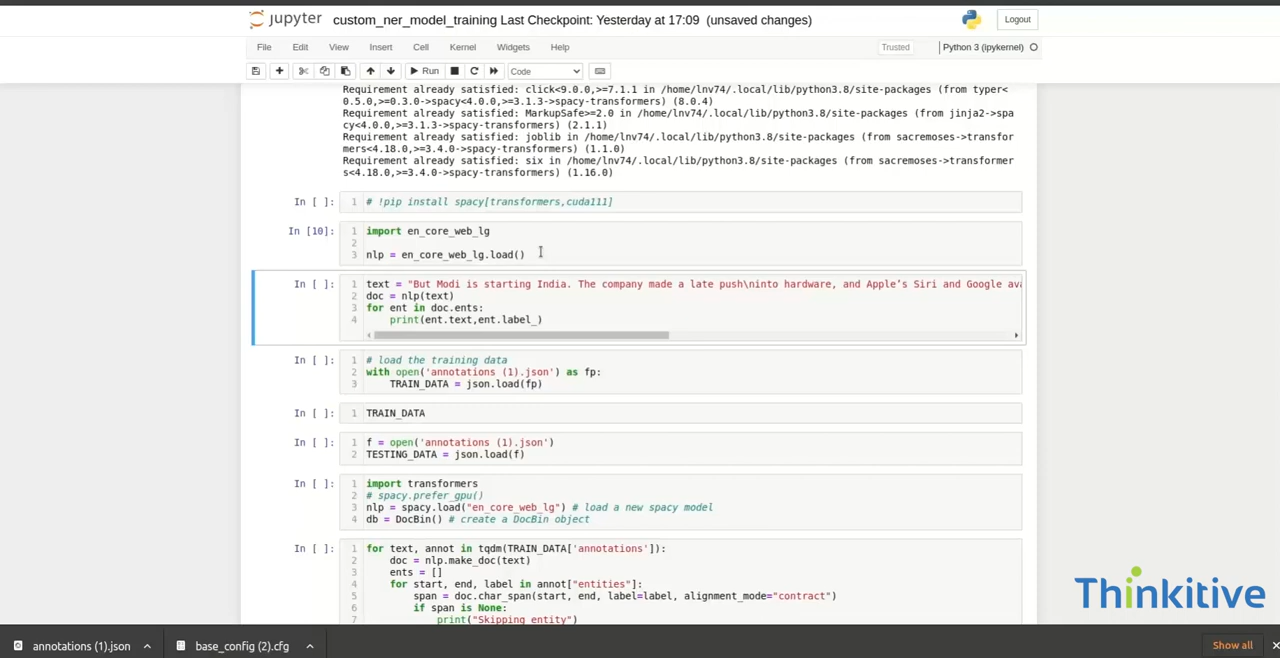 jupyter custom_ner_model_training Last Checkpoint: Yesterday at 17:09 (unsaved changes) Logout
File Edit View Insert Cell Kernel Widgets Help Trusted Python 3 (ipykernel)
Run Code
Requirement already satisfied: click<9.0.0,>=7.1.1 in /home/lnv74/.local/lib/python3.8/site-packages (from typer<
0.5.0,>=0.3.0->spacy<4.0.0,>=3.1.3->spacy-transformers) (8.0.4)
Requirement already satisfied: MarkupSafe>=2.0 in /home/lnv74/.local/lib/python3.8/site-packages (from jinja2->spa
cy<4.0.0,>=3.1.3->spacy-transformers) (2.1.1)
Requirement already satisfied: joblib in /home/lnv74/.local/lib/python3.8/site-packages (from sacremoses->transfor
mers<4.18.0,>=3.4.0->spacy-transformers) (1.1.0)
Requirement already satisfied: six in /home/lnv74/.local/lib/python3.8/site-packages (from sacremoses->transformer
s<4.18.0,>=3.4.0->spacy-transformers) (1.16.0)
In [ ]: 1 # !pip install spacy[transformers,cuda111]
In [10]: 1 import en_core_web_lg
2
3 nlp = en_core_web_lg.load()
In [ ]: 1 text = "But Modi is starting India. The company made a late push\ninto hardware, and Apple’s Siri and Google ava
2 doc = nlp(text)
3 for ent in doc.ents:
4 print(ent.text,ent.label_)
In [ ]: 1 # load the training data
2 with open('annotations (1).json') as fp:
3 TRAIN_DATA = json.load(fp)
In [ ]: 1 TRAIN_DATA
In [ ]: 1 f = open('annotations (1).json')
2 TESTING_DATA = json.load(f)
In [ ]: 1 import transformers
2 # spacy.prefer_gpu()
3 nlp = spacy.load("en_core_web_lg") # load a new spacy model
4 db = DocBin() # create a DocBin object
In [ ]: 1 for text, annot in tqdm(TRAIN_DATA['annotations']):
2 doc = nlp.make_doc(text)
3 ents = []
4 for start, end, label in annot["entities"]:
5 span = doc.char_span(start, end, label=label, alignment_mode="contract")
6 if span is None:
7 print("Skipping entity")
Thinkitive
annotations (1).json base_config (2).cfg Show all